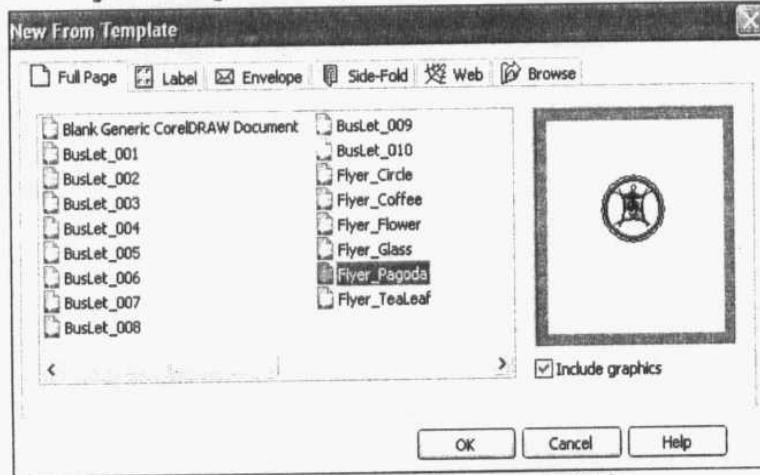 New From Template
Full Page Label Envelope Side-Fold Web Browse
Blank Generic CorelDRAW Document
BusLet_001
BusLet_002
BusLet_003
BusLet_004
BusLet_005
BusLet_006
BusLet_007
BusLet_008
BusLet_009
BusLet_010
Flyer_Circle
Flyer_Coffee
Flyer_Flower
Flyer_Glass
Flyer_Pagoda
Flyer_TeaLeaf
Include graphics
OK Cancel Help